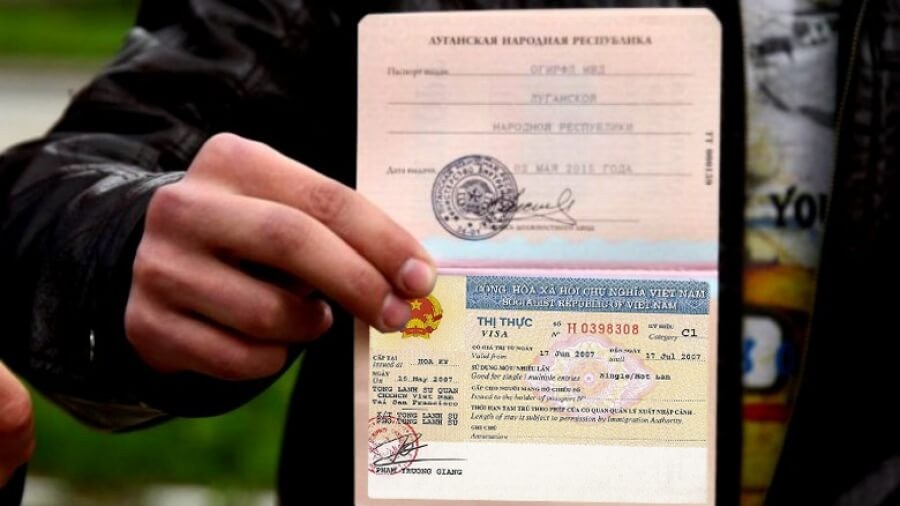 ЛУГАНСКАЯ НАРОДНАЯ РЕСПУБЛИКА
Паспорт выдан ОГИРФЛ МВД
ЛУГАНСКОЙ
НАРОДНОЙ РЕСПУБЛИКИ
Дата выдачи 02 МАЯ 2015 ГОДА
должностного лица
YOU
CỘNG HÒA XÃ HỘI CHỦ NGHĨA VIỆT NAM
SOCIALIST REPUBLIC OF VIETNAM
THỊ THỰC SỐ H 0398308 KÝ HIỆU C1
VISA Nº Category
CÓ GIÁ TRỊ TỪ NGÀY 17 Jun 2007 ĐẾN NGÀY 17 Jul 2007
Valid from until
CẤP TẠI HOA KY
Issued at
SỬ DỤNG MỘT/NHIỀU LẦN Single/Mot Lan
Good for single / multiple entries
NGÀY
On 15 May 2007
CẤP CHO NGƯỜI MANG HỘ CHIẾU SỐ
Issued to the holder of passport Nº
TONG LANH SU QUAN
CHXHCN Viet Nam
Tai San Francisco
THỜI HẠN TẠM TRÚ THEO PHÉP CỦA CƠ QUAN QUẢN LÝ XUẤT NHẬP CẢNH
Length of stay is subject to permission by Immigration Authority.
K/T TONG LANH SU
PHO TONG LANH SU
GHI CHÚ
PHAM TRUONG GIANG